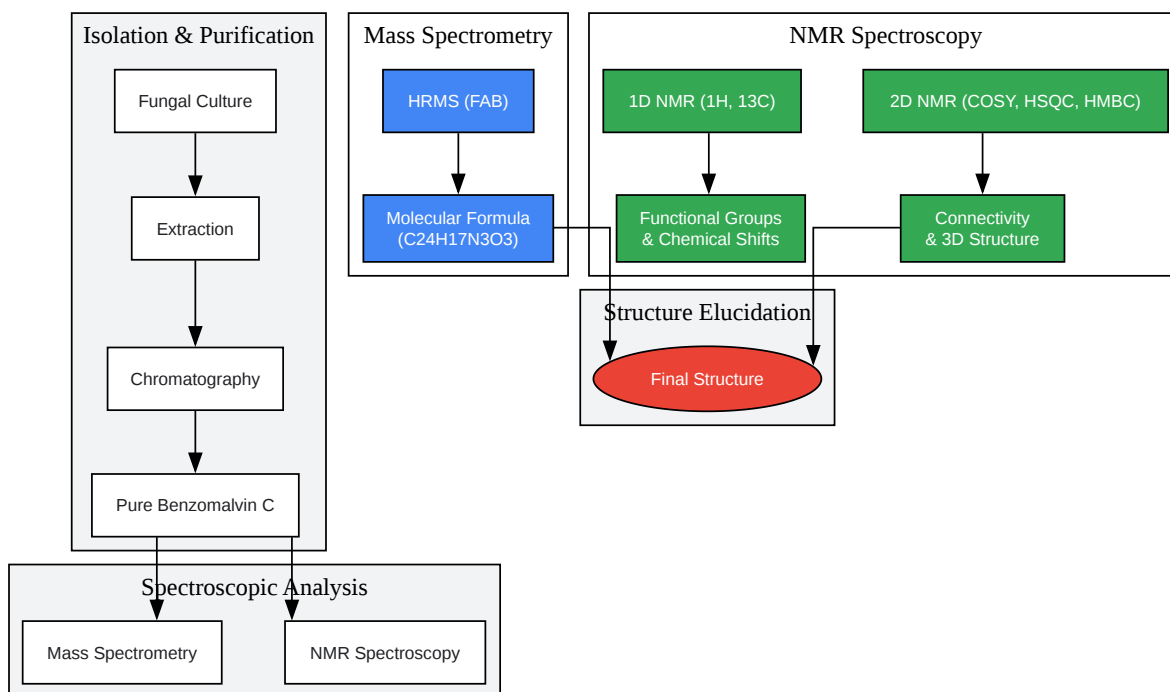 Isolation & Purification
Fungal Culture
Extraction
Chromatography
Pure Benzomalvin C
Mass Spectrometry
HRMS (FAB)
Molecular Formula
(C24H17N3O3)
NMR Spectroscopy
1D NMR (1H, 13C)
2D NMR (COSY, HSQC, HMBC)
Functional Groups
& Chemical Shifts
Connectivity
& 3D Structure
Structure Elucidation
Final Structure
Spectroscopic Analysis
Mass Spectrometry
NMR Spectroscopy